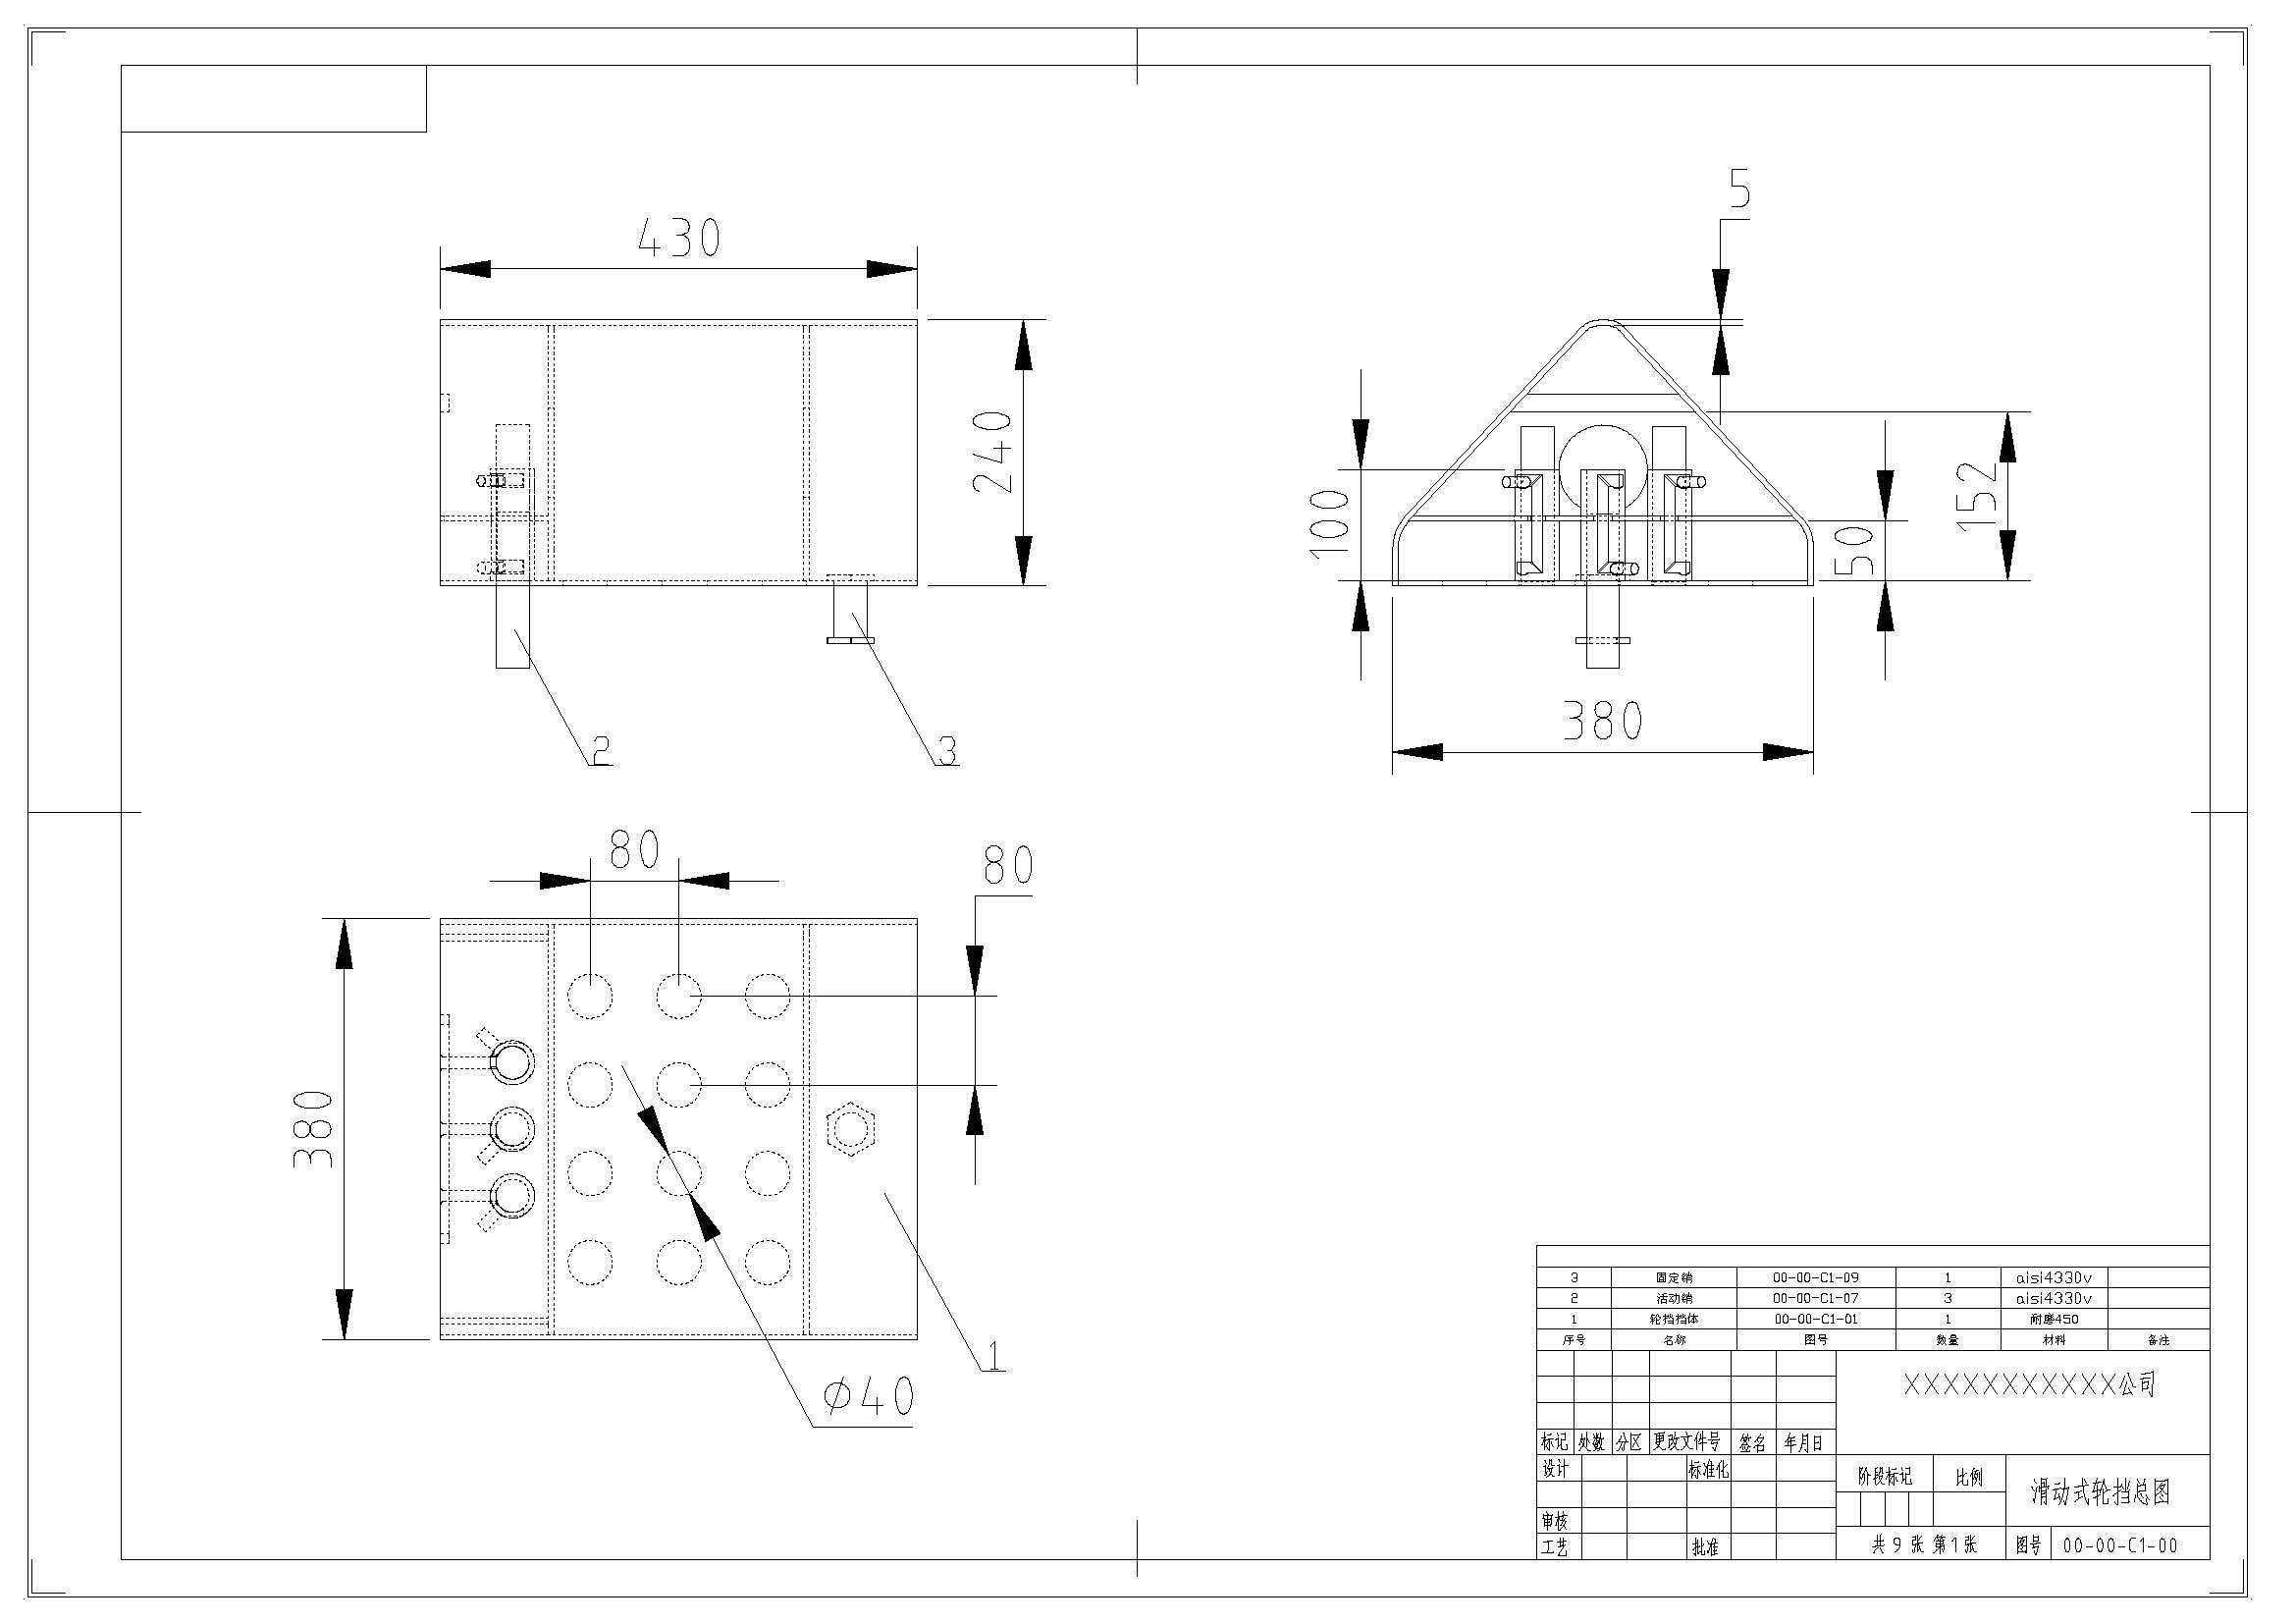 5
430
240
100
152
50
380
2
3
80
80
380
1
ø40
3 固定销 00-00-C1-09 1 aisi4330v
2 活动销 00-00-C1-07 3 aisi4330v
1 轮挡挡体 00-00-C1-01 1 耐磨450
序号 名称 图号 数量 材料 备注
XXXXXXXXXXX公司
标记 处数 分区 更改文件号 签名 年月日
设计 标准化 阶段标记 比例
滑动式轮挡总图
审核
工艺 批准 共 9 张 第 1 张 图号 00-00-C1-00